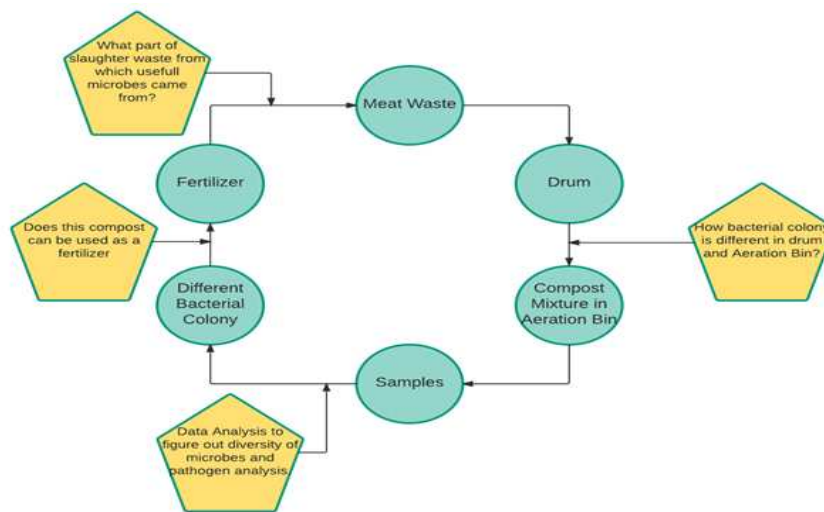 What part of
slaughter waste from
which usefull
microbes came
from?
Meat Waste
Fertilizer
Drum
Does this compost
can be used as a
fertilizer
How bacterial colony
is different in drum
and Aeration Bin?
Different
Bacterial
Colony
Compost
Mixture in
Aeration Bin
Samples
Data Analysis to
figure out diversity of
microbes and
pathogen analysis.